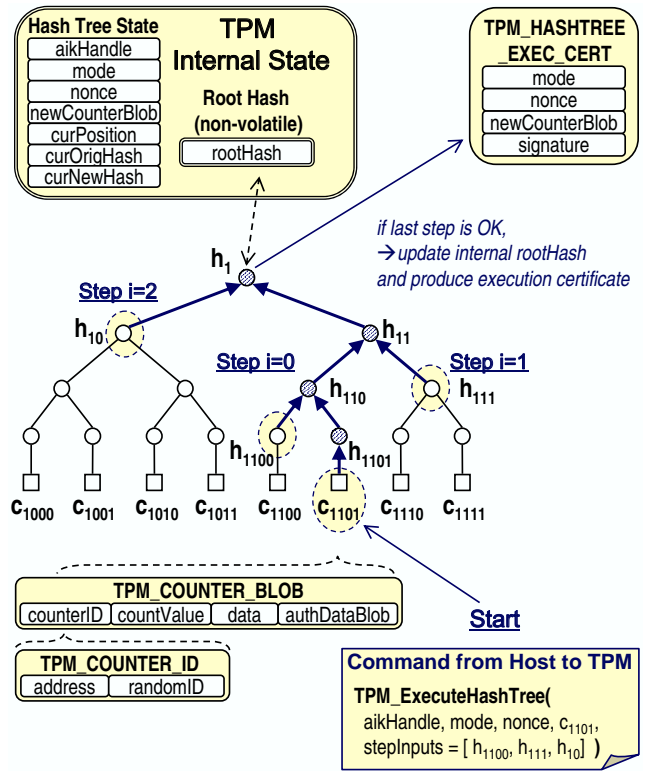 Hash Tree State
aikHandle
mode
nonce
newCounterBlob
curPosition
curOrigHash
curNewHash
TPM
Internal State
Root Hash
(non-volatile)
rootHash
TPM_HASHTREE
_EXEC_CERT
mode
nonce
newCounterBlob
signature
if last step is OK,
→ update internal rootHash
and produce execution certificate
h1
Step i=2
h10
h11
Step i=0
Step i=1
h110
h111
h1100
h1101
c1000 c1001 c1010 c1011 c1100 c1101 c1110 c1111
TPM_COUNTER_BLOB
counterID countValue data authDataBlob
Start
TPM_COUNTER_ID
address randomID
Command from Host to TPM
TPM_ExecuteHashTree(
aikHandle, mode, nonce, c1101,
stepInputs = [ h1100, h111, h10] )